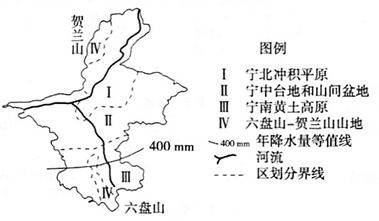 贺兰山
Ⅳ
Ⅰ
Ⅱ
400 mm
Ⅲ
Ⅳ
六盘山
图例
Ⅰ 宁北冲积平原
Ⅱ 宁中台地和山间盆地
Ⅲ 宁南黄土高原
Ⅳ 六盘山-贺兰山山地
400 mm 年降水量等值线
河流
区划分界线